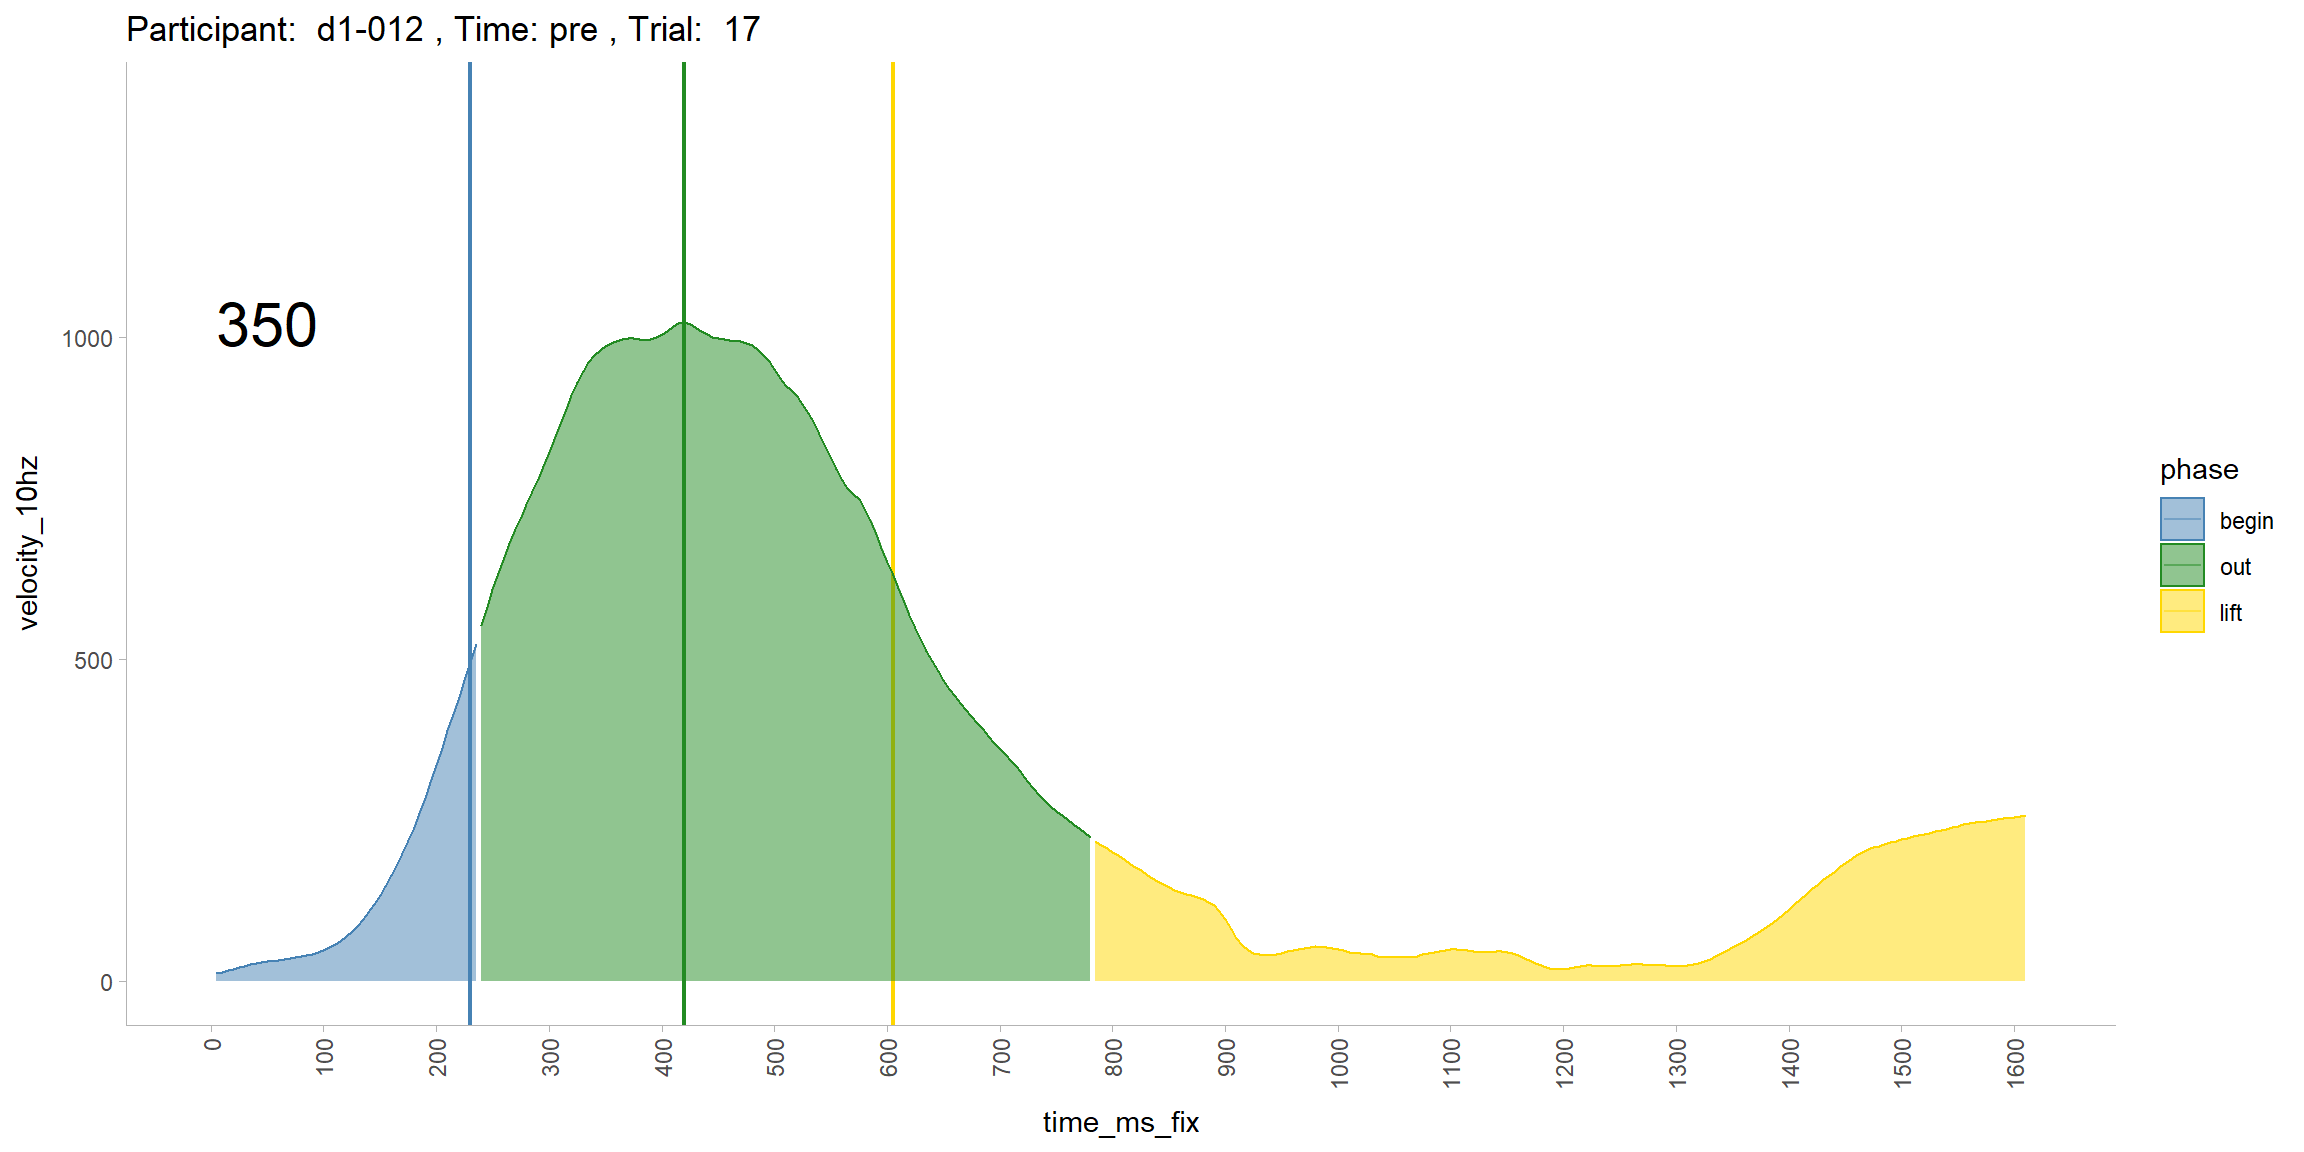 Participant:  d1-012 , Time: pre , Trial:  17
350
1000
500
0
velocity_10hz
0 100 200 300 400 500 600 700 800 900 1000 1100 1200 1300 1400 1500 1600
time_ms_fix
phase
begin
out
lift